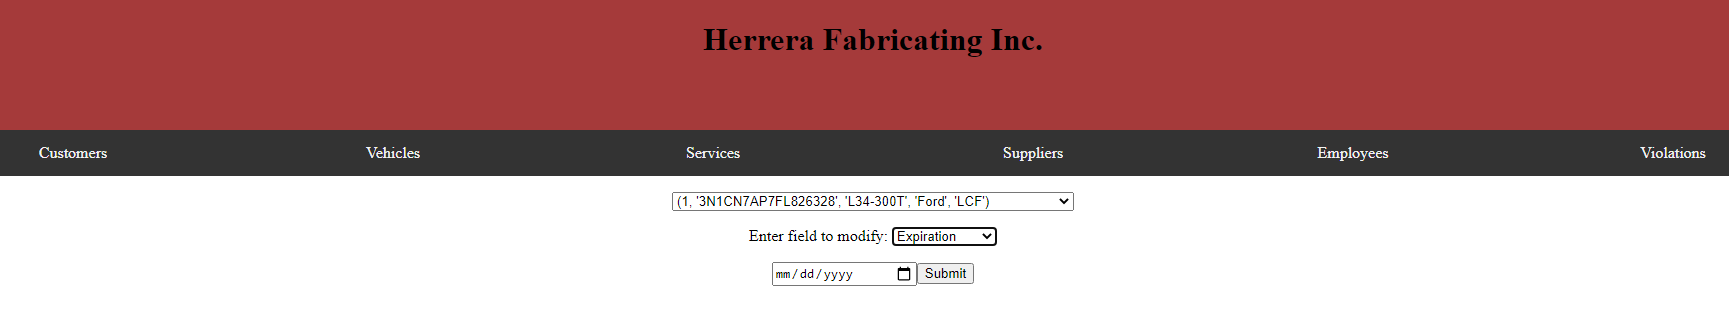 Herrera Fabricating Inc.
Customers Vehicles Services Suppliers Employees Violations
(1, '3N1CN7AP7FL826328', 'L34-300T', 'Ford', 'LCF')
Enter field to modify: Expiration
mm/dd/yyyy Submit